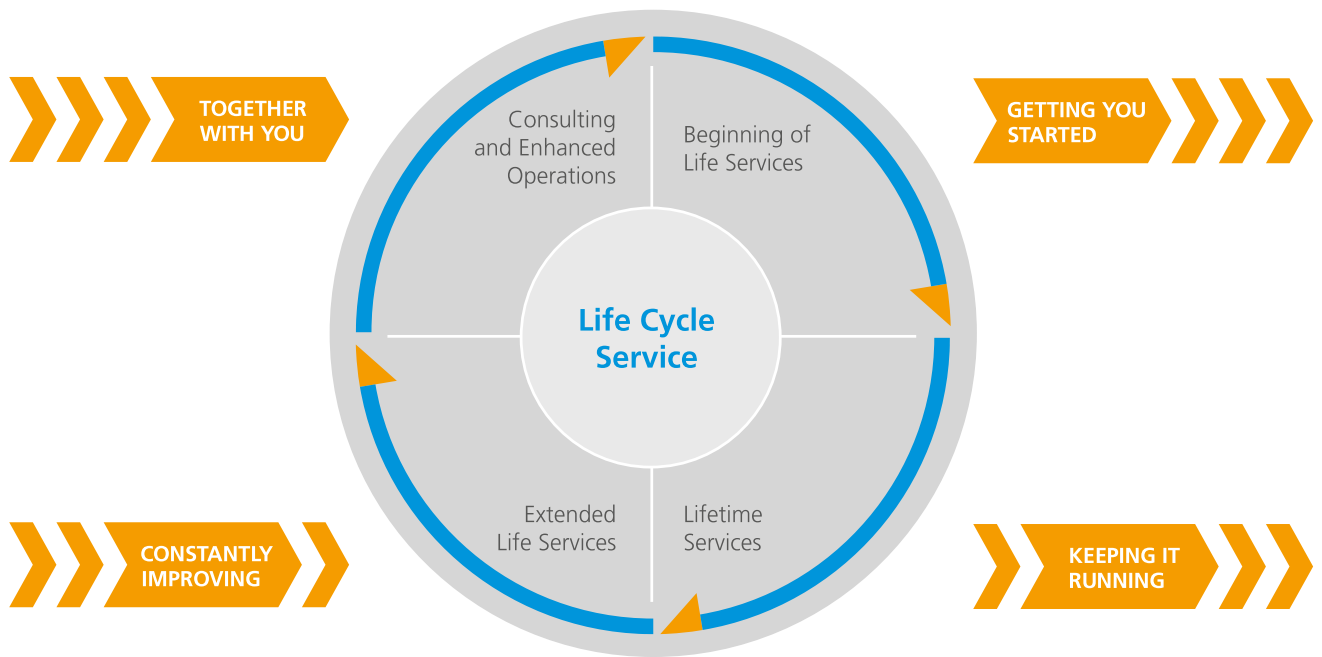 TOGETHER
WITH YOU
GETTING YOU
STARTED
Consulting
and Enhanced
Operations
Beginning of
Life Services
Life Cycle
Service
Extended
Life Services
Lifetime
Services
CONSTANTLY
IMPROVING
KEEPING IT
RUNNING